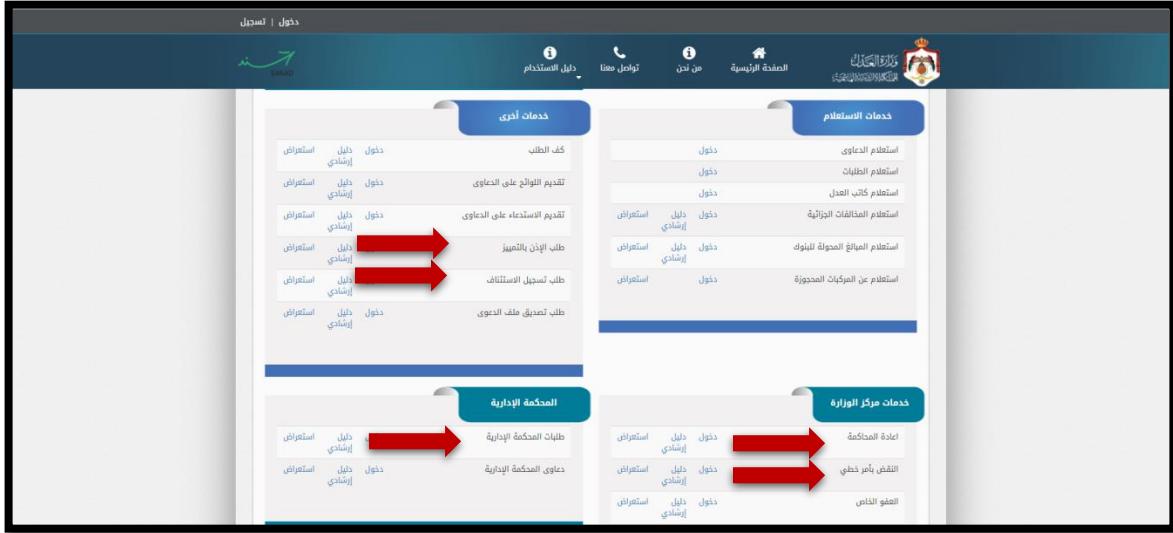 دخول | تسجيل
وزارة العدل
المملكة الأردنية الهاشمية
الصفحة الرئيسية
من نحن
تواصل معنا
دليل الاستخدام
سند
SANAD
خدمات الاستعلام
استعلام الدعاوى دخول
استعلام الطلبات دخول
استعلام كاتب العدل دخول
استعلام المخالفات الجزائية دخول دليل إرشادي استعراض
استعلام المبالغ المحولة للبنوك دخول دليل إرشادي استعراض
استعلام عن المركبات المحجوزة دخول استعراض
خدمات أخرى
كف الطلب دخول دليل إرشادي استعراض
تقديم اللوائح على الدعاوى دخول دليل إرشادي استعراض
تقديم الاستدعاء على الدعاوى دخول دليل إرشادي استعراض
طلب الإذن بالتمييز دليل إرشادي استعراض
طلب تسجيل الاستئناف دليل إرشادي استعراض
طلب تصديق ملف الدعوى دخول دليل إرشادي استعراض
خدمات مركز الوزارة
اعادة المحاكمة دخول دليل إرشادي استعراض
النقض بأمر خطي دخول دليل إرشادي استعراض
العفو الخاص دخول دليل إرشادي استعراض
المحكمة الإدارية
طلبات المحكمة الإدارية دليل إرشادي استعراض
دعاوى المحكمة الإدارية دخول دليل إرشادي استعراض